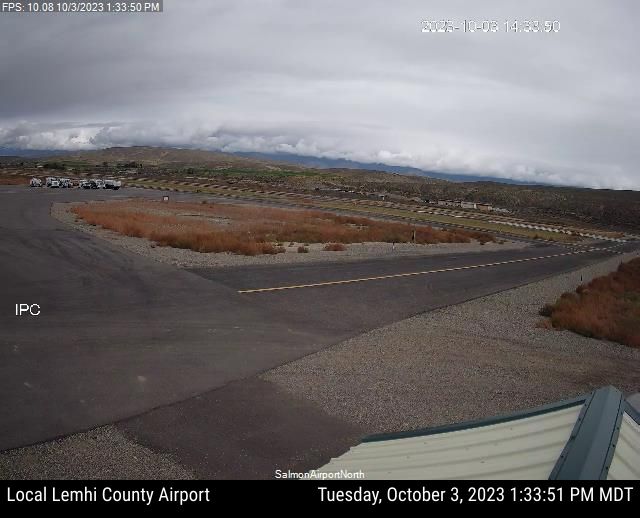 FPS: 10.08 10/3/2023 1:33:50 PM
2023-10-03 14:33:50
IPC
SalmonAirportNorth
Local Lemhi County Airport
Tuesday, October 3, 2023 1:33:51 PM MDT